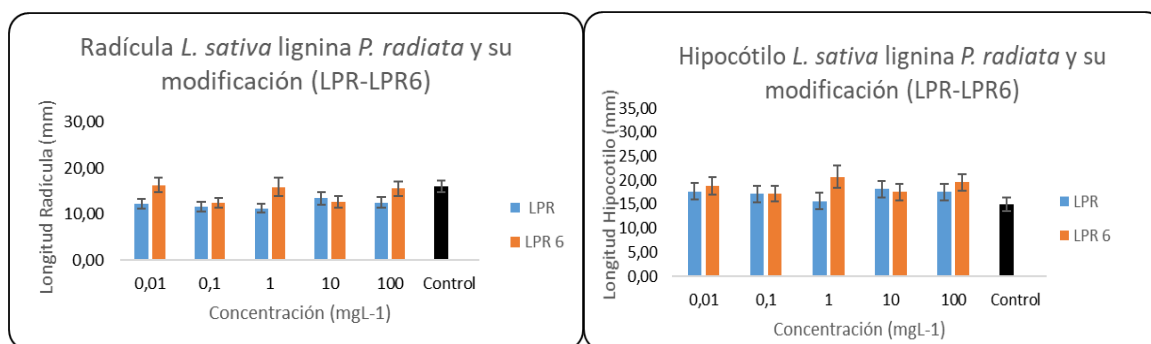 Radícula L. sativa lignina P. radiata y su
modificación (LPR-LPR6)
Longitud Radícula (mm)
30,00
20,00
10,00
0,00
0,01 0,1 1 10 100 Control
Concentración (mgL-1)
LPR
LPR 6
Hipocótilo L. sativa lignina P. radiata y su
modificación (LPR-LPR6)
Longitud Hipocotilo (mm)
35,00
30,00
25,00
20,00
15,00
10,00
5,00
0,00
0,01 0,1 1 10 100 Control
Concentración (mgL-1)
LPR
LPR 6